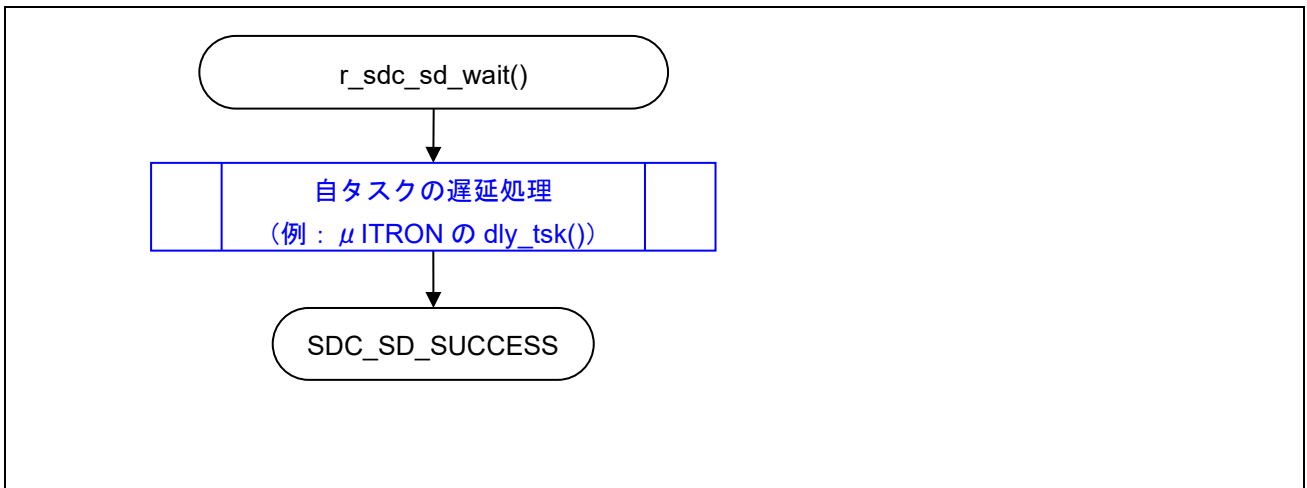 r_sdc_sd_wait()
自タスクの遅延処理
(例：μITRON の dly_tsk())
SDC_SD_SUCCESS